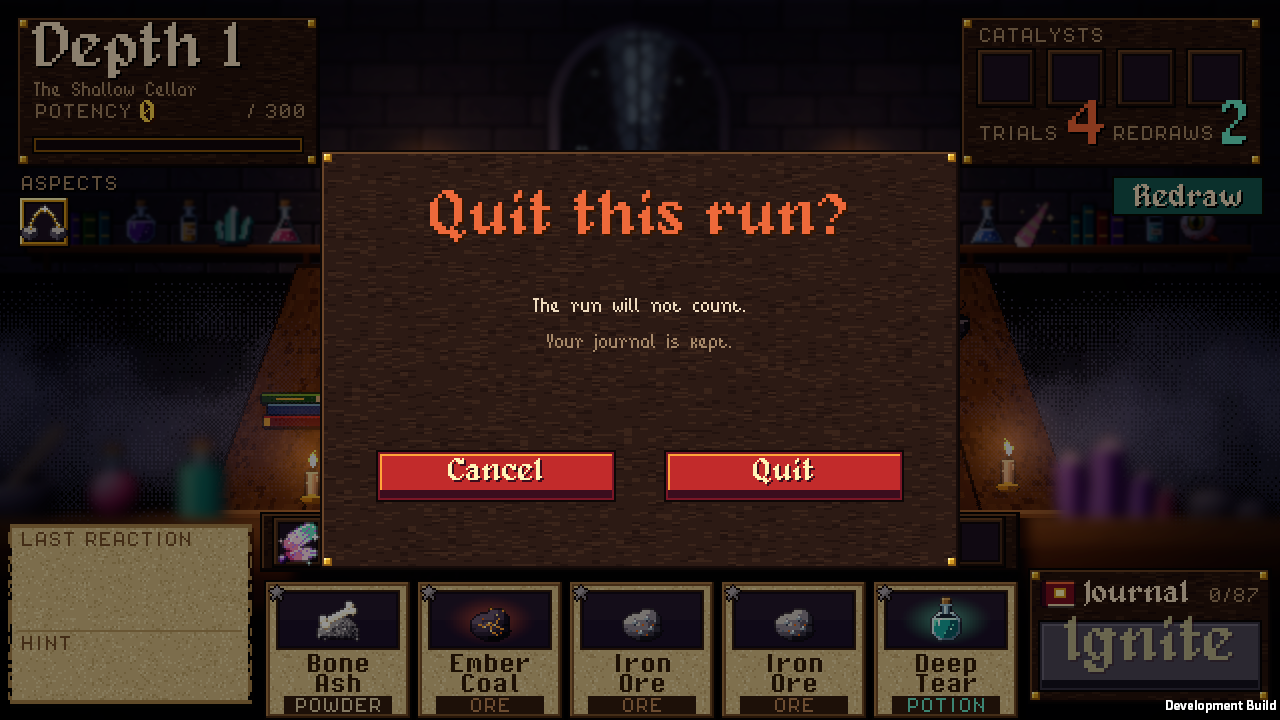 Depth 1
The Shallow Cellar
POTENCY 0 / 300
ASPECTS
CATALYSTS
TRIALS 4 REDRAWS 2
Redraw
Quit this run?
The run will not count.
Your journal is kept.
Cancel
Quit
LAST REACTION
HINT
Bone
Ash
POWDER
Ember
Coal
ORE
Iron
Ore
ORE
Iron
Ore
ORE
Deep
Tear
POTION
Journal 0/87
Ignite
Development Build